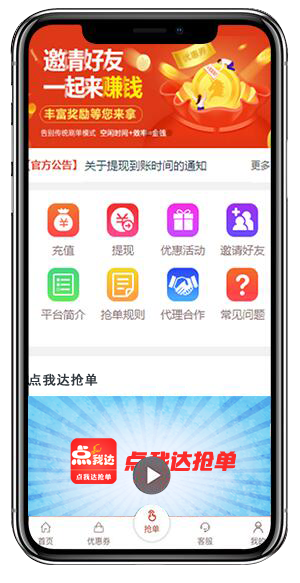 邀请好友
一起来赚钱
优惠券
丰富奖励等您来拿
告别传统刷单模式 空闲时间+效率=金钱
【官方公告】 关于提现到账时间的通知 更多
充值 提现 优惠活动 邀请好友
平台简介 抢单规则 代理合作 常见问题
点我达抢单
点我达 点我达抢单
点我达抢单
首页 优惠券 抢单 客服 我的